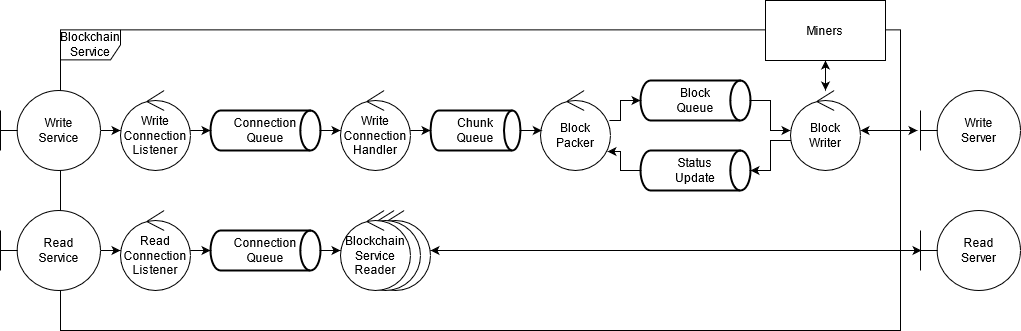 Miners
Blockchain
Service
Write
Service
Write
Connection
Listener
Connection
Queue
Write
Connection
Handler
Chunk
Queue
Block
Packer
Block
Queue
Status
Update
Block
Writer
Write
Server
Read
Service
Read
Connection
Listener
Connection
Queue
Blockchain
Service
Reader
Read
Server